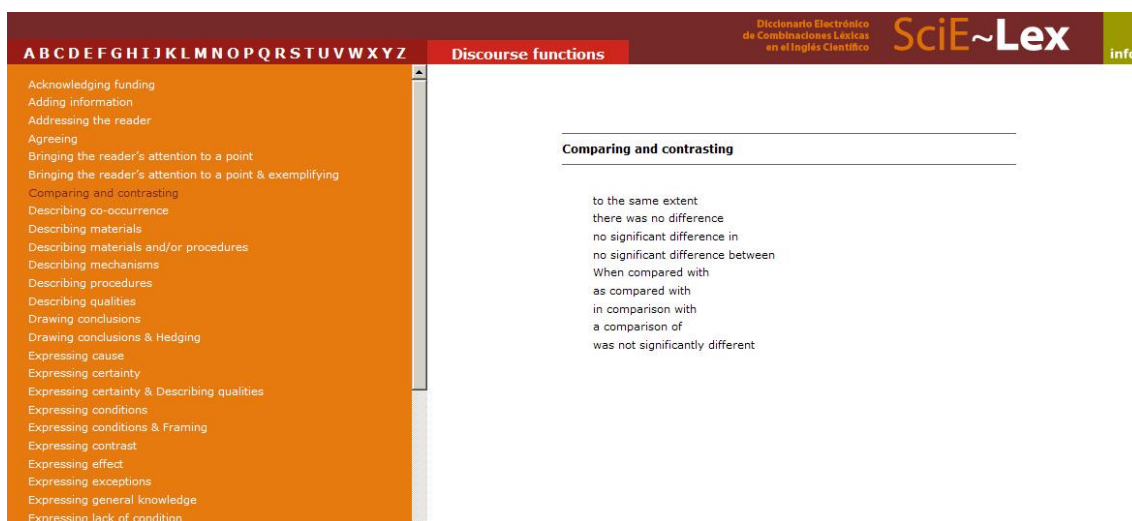 Diccionario Electrónico
de Combinaciones Léxicas
en el Inglés Científico
SciE~Lex
A B C D E F G H I J K L M N O P Q R S T U V W X Y Z
Discourse functions
Acknowledging funding
Adding information
Addressing the reader
Agreeing
Bringing the reader's attention to a point
Bringing the reader's attention to a point & exemplifying
Comparing and contrasting
Describing co-occurrence
Describing materials
Describing materials and/or procedures
Describing mechanisms
Describing procedures
Describing qualities
Drawing conclusions
Drawing conclusions & Hedging
Expressing cause
Expressing certainty
Expressing certainty & Describing qualities
Expressing conditions
Expressing conditions & Framing
Expressing contrast
Expressing effect
Expressing exceptions
Expressing general knowledge
Expressing lack of condition
Comparing and contrasting
to the same extent
there was no difference
no significant difference in
no significant difference between
When compared with
as compared with
in comparison with
a comparison of
was not significantly different